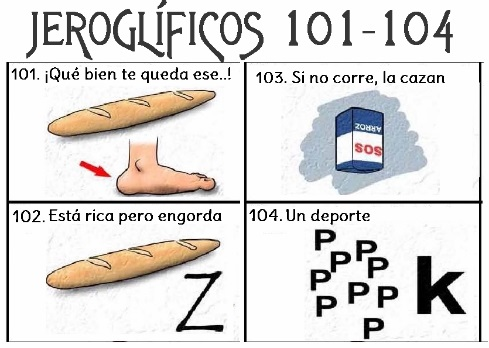 JEROGLÍFICOS 101-104
101. ¡Qué bien te queda ese..!
103. Si no corre, la cazan
ARROZ
SOS
102. Está rica pero engorda
Z
104. Un deporte
P P
P P
P P P
P
P
k